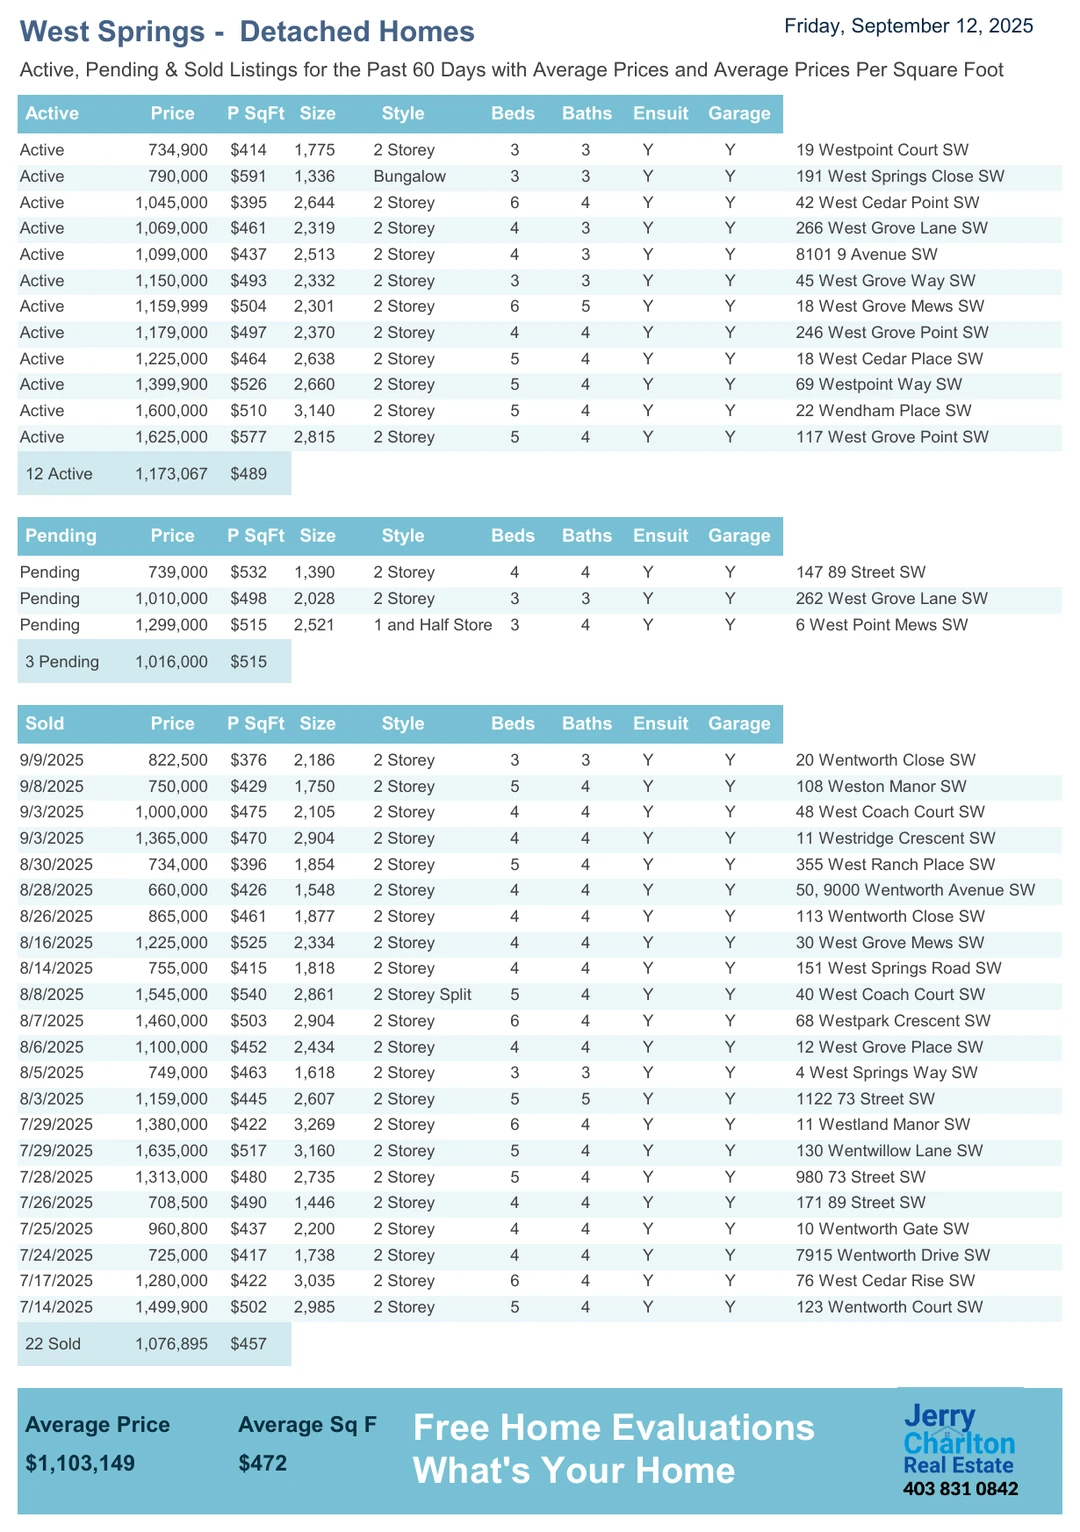 West Springs - Detached Homes
Friday, September 12, 2025
Active, Pending & Sold Listings for the Past 60 Days with Average Prices and Average Prices Per Square Foot
Active Price P SqFt Size Style Beds Baths Ensuit Garage
Active 734,900 $414 1,775 2 Storey 3 3 Y Y 19 Westpoint Court SW
Active 790,000 $591 1,336 Bungalow 3 3 Y Y 191 West Springs Close SW
Active 1,045,000 $395 2,644 2 Storey 6 4 Y Y 42 West Cedar Point SW
Active 1,069,000 $461 2,319 2 Storey 4 3 Y Y 266 West Grove Lane SW
Active 1,099,000 $437 2,513 2 Storey 4 3 Y Y 8101 9 Avenue SW
Active 1,150,000 $493 2,332 2 Storey 3 3 Y Y 45 West Grove Way SW
Active 1,159,999 $504 2,301 2 Storey 6 5 Y Y 18 West Grove Mews SW
Active 1,179,000 $497 2,370 2 Storey 4 4 Y Y 246 West Grove Point SW
Active 1,225,000 $464 2,638 2 Storey 5 4 Y Y 18 West Cedar Place SW
Active 1,399,900 $526 2,660 2 Storey 5 4 Y Y 69 Westpoint Way SW
Active 1,600,000 $510 3,140 2 Storey 5 4 Y Y 22 Wendham Place SW
Active 1,625,000 $577 2,815 2 Storey 5 4 Y Y 117 West Grove Point SW
12 Active 1,173,067 $489
Pending Price P SqFt Size Style Beds Baths Ensuit Garage
Pending 739,000 $532 1,390 2 Storey 4 4 Y Y 147 89 Street SW
Pending 1,010,000 $498 2,028 2 Storey 3 3 Y Y 262 West Grove Lane SW
Pending 1,299,000 $515 2,521 1 and Half Store 3 4 Y Y 6 West Point Mews SW
3 Pending 1,016,000 $515
Sold Price P SqFt Size Style Beds Baths Ensuit Garage
9/9/2025 822,500 $376 2,186 2 Storey 3 3 Y Y 20 Wentworth Close SW
9/8/2025 750,000 $429 1,750 2 Storey 5 4 Y Y 108 Weston Manor SW
9/3/2025 1,000,000 $475 2,105 2 Storey 4 4 Y Y 48 West Coach Court SW
9/3/2025 1,365,000 $470 2,904 2 Storey 4 4 Y Y 11 Westridge Crescent SW
8/30/2025 734,000 $396 1,854 2 Storey 5 4 Y Y 355 West Ranch Place SW
8/28/2025 660,000 $426 1,548 2 Storey 4 4 Y Y 50, 9000 Wentworth Avenue SW
8/26/2025 865,000 $461 1,877 2 Storey 4 4 Y Y 113 Wentworth Close SW
8/16/2025 1,225,000 $525 2,334 2 Storey 4 4 Y Y 30 West Grove Mews SW
8/14/2025 755,000 $415 1,818 2 Storey 4 4 Y Y 151 West Springs Road SW
8/8/2025 1,545,000 $540 2,861 2 Storey Split 5 4 Y Y 40 West Coach Court SW
8/7/2025 1,460,000 $503 2,904 2 Storey 6 4 Y Y 68 Westpark Crescent SW
8/6/2025 1,100,000 $452 2,434 2 Storey 4 4 Y Y 12 West Grove Place SW
8/5/2025 749,000 $463 1,618 2 Storey 3 3 Y Y 4 West Springs Way SW
8/3/2025 1,159,000 $445 2,607 2 Storey 5 5 Y Y 1122 73 Street SW
7/29/2025 1,380,000 $422 3,269 2 Storey 6 4 Y Y 11 Westland Manor SW
7/29/2025 1,635,000 $517 3,160 2 Storey 5 4 Y Y 130 Wentwillow Lane SW
7/28/2025 1,313,000 $480 2,735 2 Storey 5 4 Y Y 980 73 Street SW
7/26/2025 708,500 $490 1,446 2 Storey 4 4 Y Y 171 89 Street SW
7/25/2025 960,800 $437 2,200 2 Storey 4 4 Y Y 10 Wentworth Gate SW
7/24/2025 725,000 $417 1,738 2 Storey 4 4 Y Y 7915 Wentworth Drive SW
7/17/2025 1,280,000 $422 3,035 2 Storey 6 4 Y Y 76 West Cedar Rise SW
7/14/2025 1,499,900 $502 2,985 2 Storey 5 4 Y Y 123 Wentworth Court SW
22 Sold 1,076,895 $457
Average Price Average Sq F
$1,103,149 $472
Free Home Evaluations
What's Your Home
Jerry
Charlton
Real Estate
403 831 0842